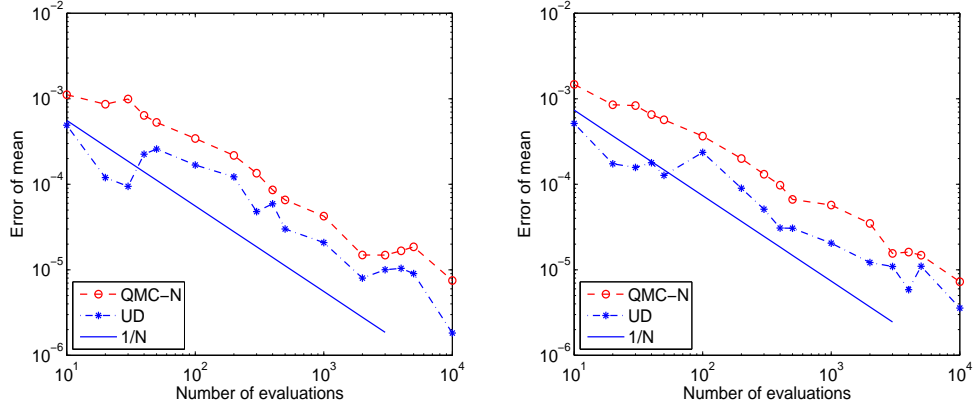 10^-2
10^-3
10^-4
10^-5
10^-6
Error of mean
QMC-N
UD
1/N
10^1
10^2
10^3
10^4
Number of evaluations
10^-2
10^-3
10^-4
10^-5
10^-6
Error of mean
QMC-N
UD
1/N
10^1
10^2
10^3
10^4
Number of evaluations